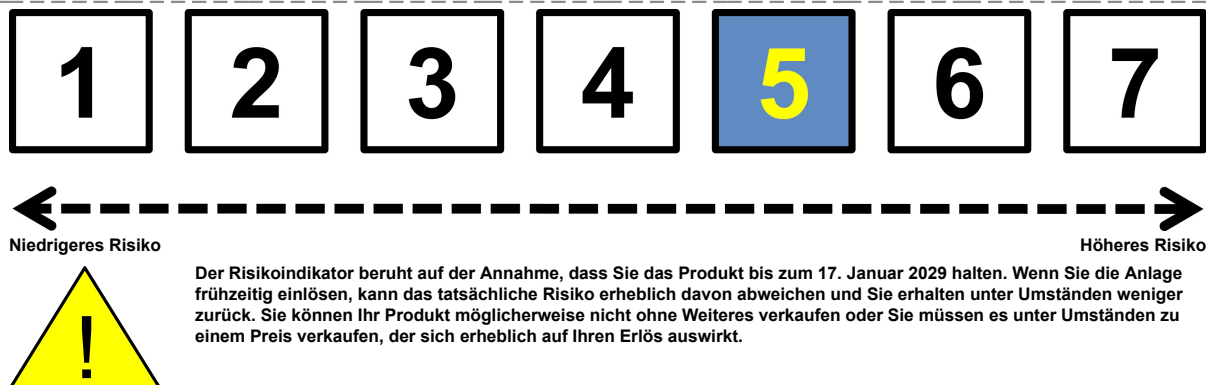 1 2 3 4 5 6 7
Niedrigeres Risiko Höheres Risiko
Der Risikoindikator beruht auf der Annahme, dass Sie das Produkt bis zum 17. Januar 2029 halten. Wenn Sie die Anlage
frühzeitig einlösen, kann das tatsächliche Risiko erheblich davon abweichen und Sie erhalten unter Umständen weniger
zurück. Sie können Ihr Produkt möglicherweise nicht ohne Weiteres verkaufen oder Sie müssen es unter Umständen zu
einem Preis verkaufen, der sich erheblich auf Ihren Erlös auswirkt.
!